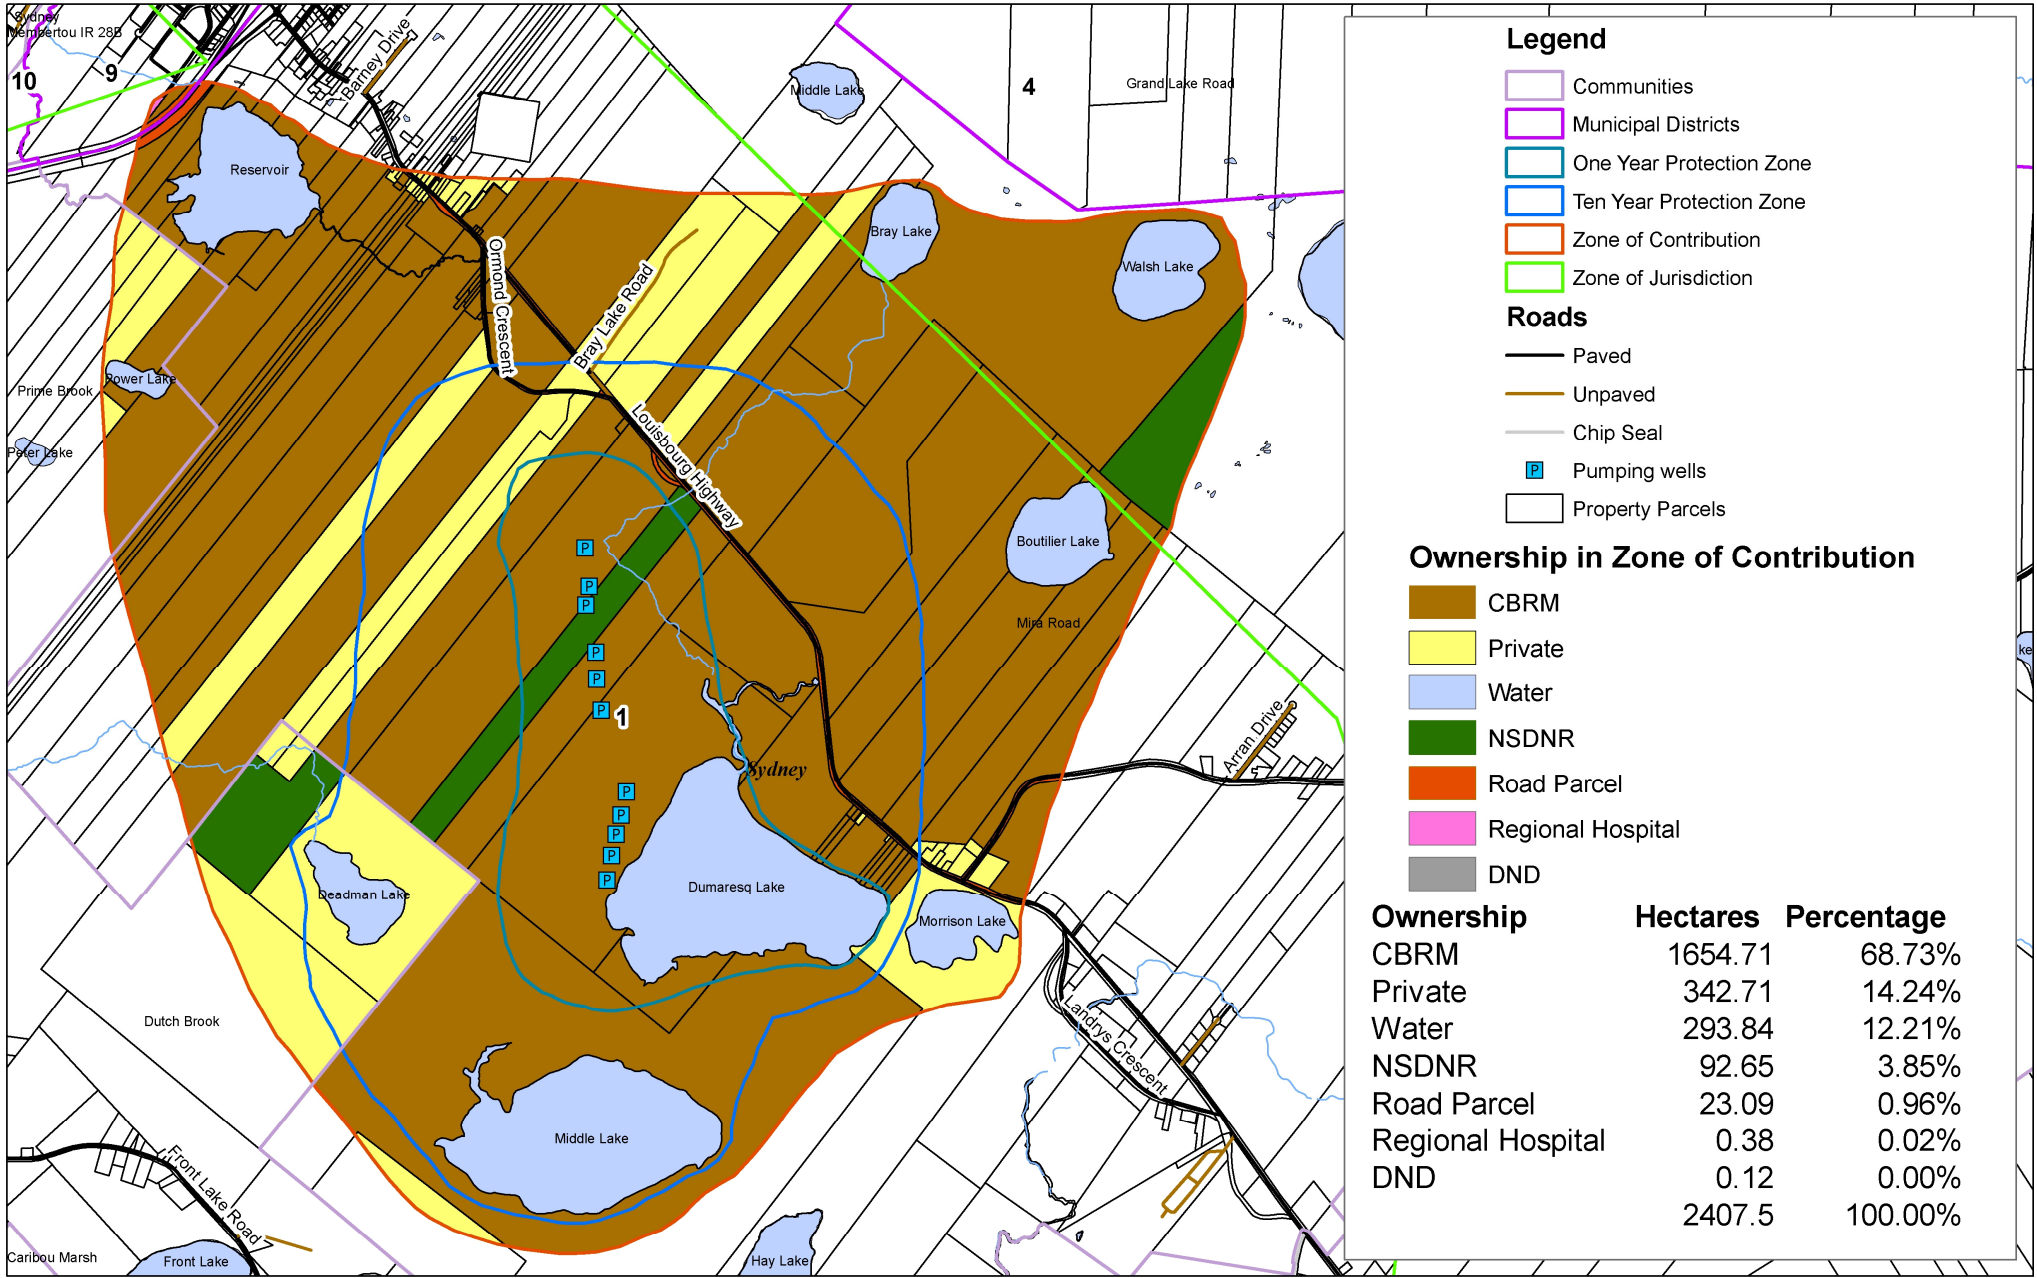 Sydney
Membertou IR 28B
10
9
Barney Drive
Middle Lake
4
Grand Lake Road
Reservoir
Bray Lake
Walsh Lake
Ormond Crescent
Bray Lake Road
Power Lake
Prime Brook
Peter Lake
Louisbourg Highway
Boutilier Lake
Mira Road
P
P
P
P
P
P
1
Arran Drive
Sydney
P
P
P
P
P
Dumaresq Lake
Deadman Lake
Morrison Lake
Dutch Brook
Landrys Crescent
Middle Lake
Front Lake Road
Caribou Marsh
Front Lake
Hay Lake
ke
Legend
Communities
Municipal Districts
One Year Protection Zone
Ten Year Protection Zone
Zone of Contribution
Zone of Jurisdiction
Roads
Paved
Unpaved
Chip Seal
P Pumping wells
Property Parcels
Ownership in Zone of Contribution
CBRM
Private
Water
NSDNR
Road Parcel
Regional Hospital
DND
Ownership Hectares Percentage
CBRM 1654.71 68.73%
Private 342.71 14.24%
Water 293.84 12.21%
NSDNR 92.65 3.85%
Road Parcel 23.09 0.96%
Regional Hospital 0.38 0.02%
DND 0.12 0.00%
2407.5 100.00%